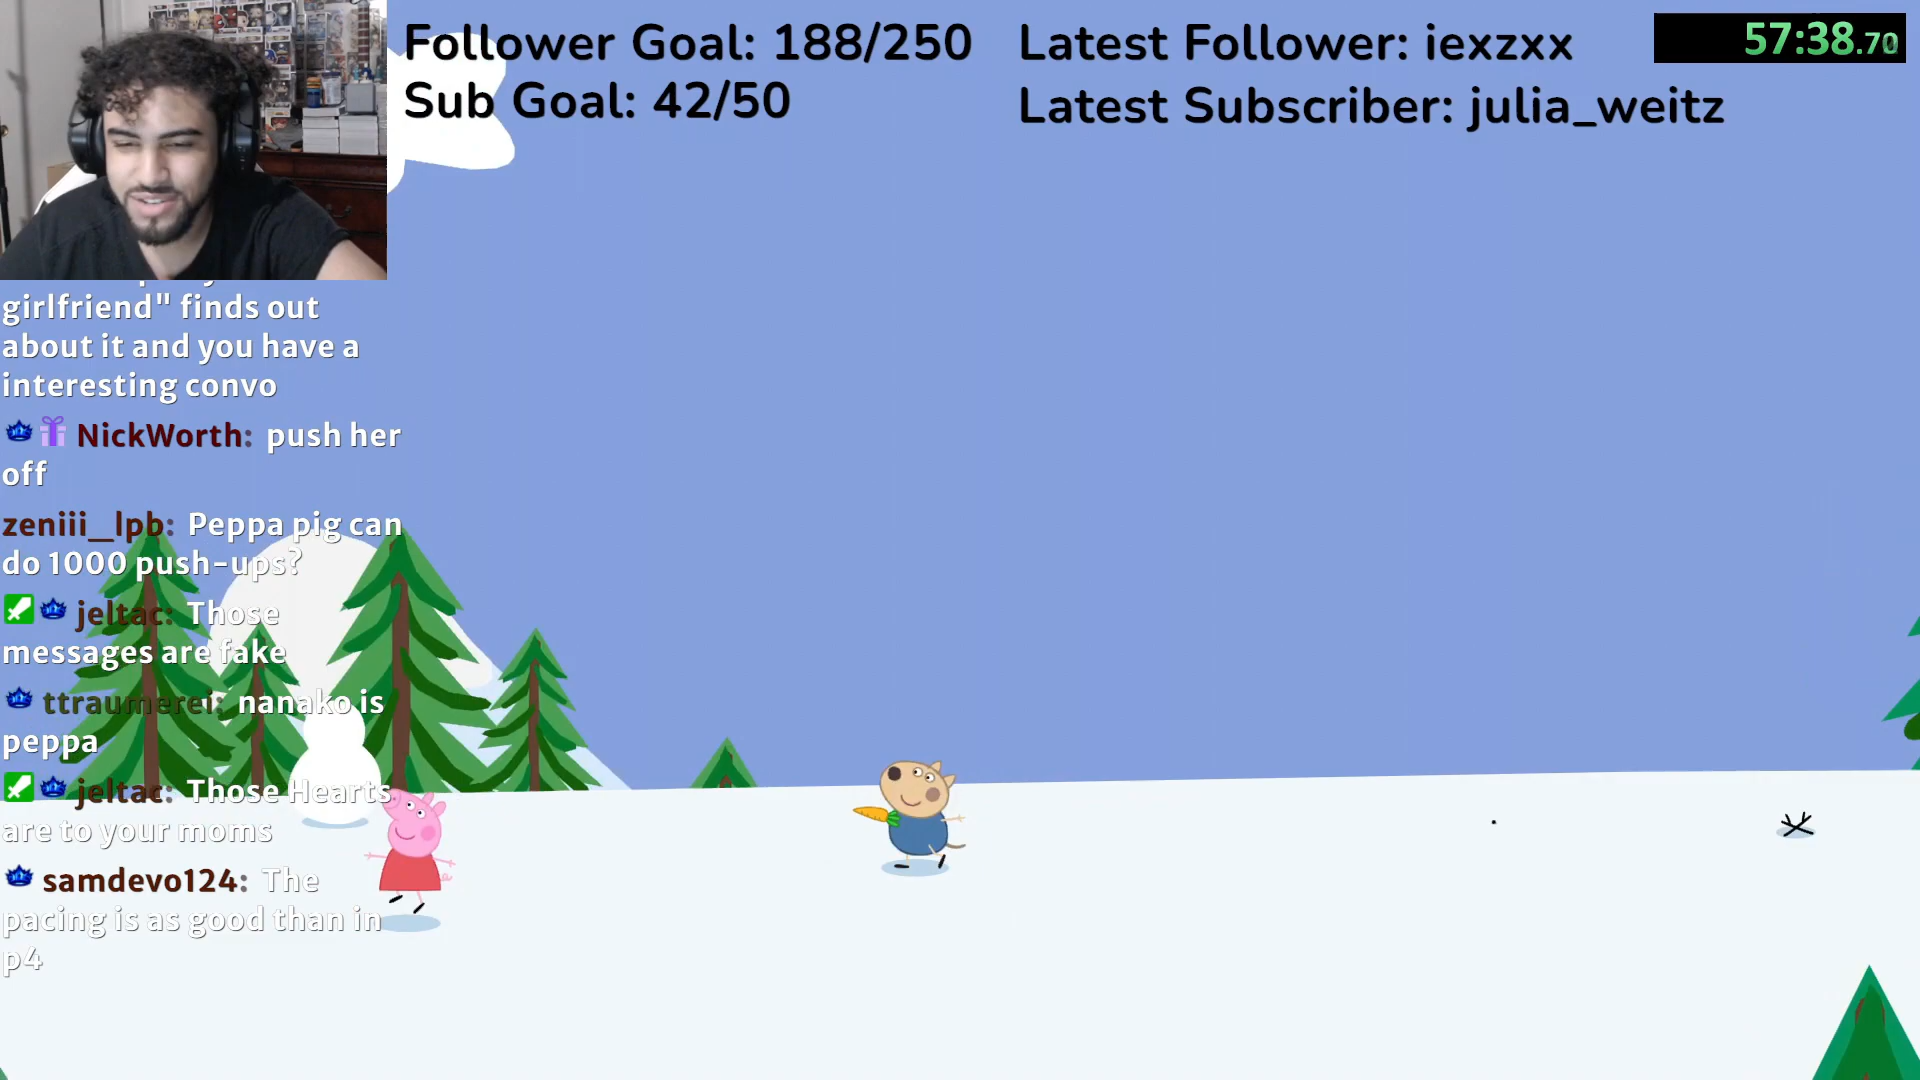 Follower Goal: 188/250
Latest Follower: iexzxx
57:38.70
Sub Goal: 42/50
Latest Subscriber: julia_weitz
girlfriend" finds out
about it and you have a
interesting convo
NickWorth: push her
off
zeniii_lpb: Peppa pig can
do 1000 push-ups?
jeltac: Those
messages are fake
ttraumerei: nanako is
peppa
jeltac: Those Hearts
are to your moms
samdevo124: The
pacing is as good than in
p4